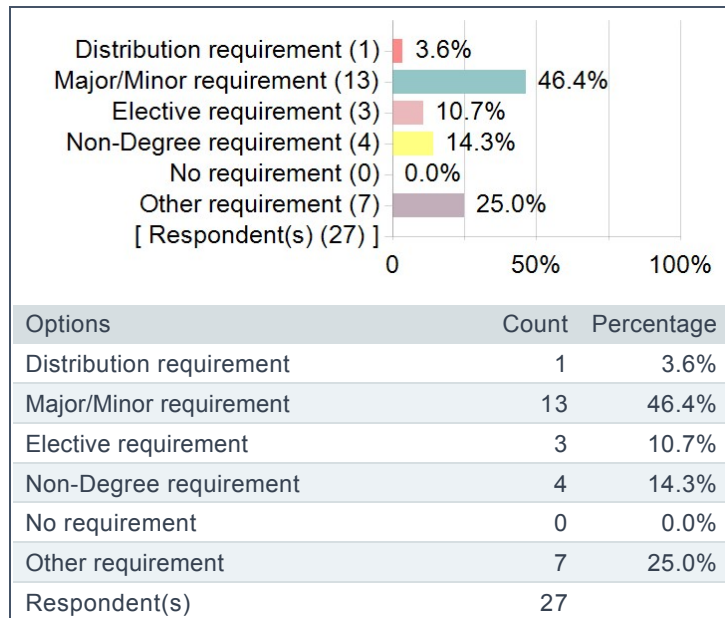 Distribution requirement (1) 3.6%
Major/Minor requirement (13) 46.4%
Elective requirement (3) 10.7%
Non-Degree requirement (4) 14.3%
No requirement (0) 0.0%
Other requirement (7) 25.0%
[ Respondent(s) (27) ]
0 50% 100%
Options Count Percentage
Distribution requirement 1 3.6%
Major/Minor requirement 13 46.4%
Elective requirement 3 10.7%
Non-Degree requirement 4 14.3%
No requirement 0 0.0%
Other requirement 7 25.0%
Respondent(s) 27